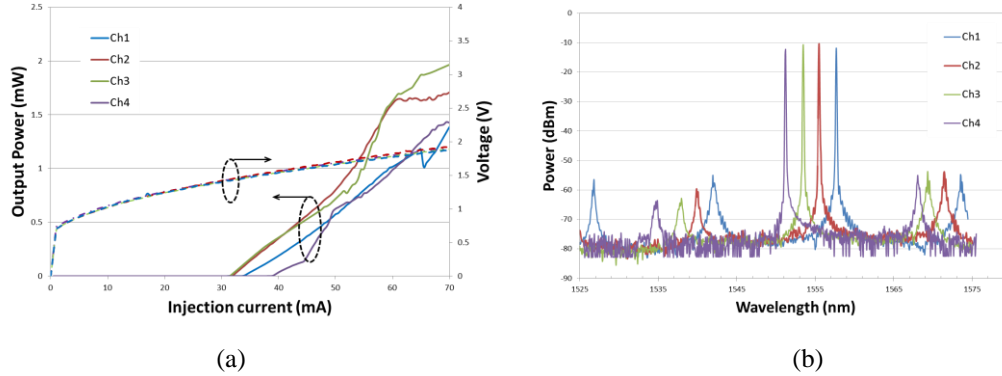 2.5
2
1.5
1
0.5
0
Output Power (mW)
Ch1
Ch2
Ch3
Ch4
4
3.5
3
2.5
2
1.5
1
0.5
0
Voltage (V)
0 10 20 30 40 50 60 70
Injection current (mA)
(a)
0
-10
-20
-30
-40
-50
-60
-70
-80
-90
Power (dBm)
Ch1
Ch2
Ch3
Ch4
1525 1535 1545 1555 1565 1575
Wavelength (nm)
(b)